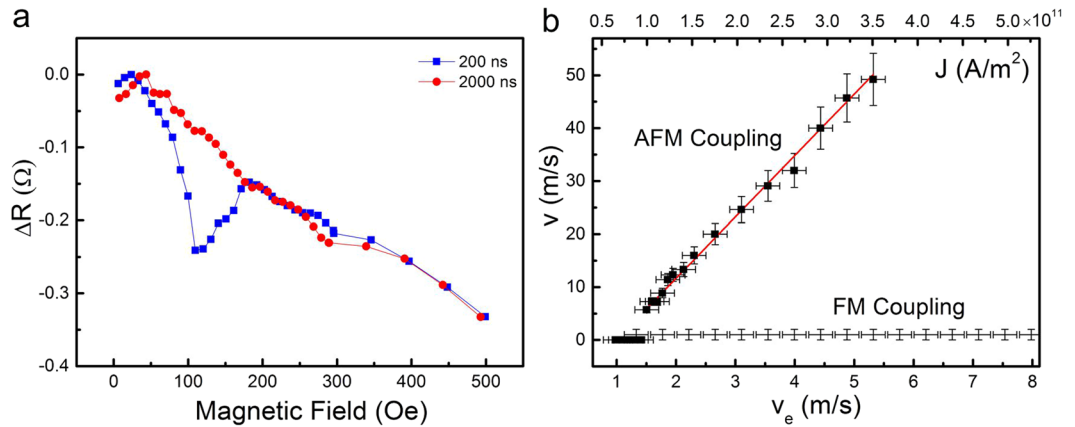 a
200 ns
2000 ns
0.0
-0.1
-0.2
-0.3
-0.4
ΔR (Ω)
0 100 200 300 400 500
Magnetic Field (Oe)
b
0.5 1.0 1.5 2.0 2.5 3.0 3.5 4.0 4.5 5.0x10¹¹
J (A/m²)
50
40
30
20
10
0
v (m/s)
AFM Coupling
FM Coupling
1 2 3 4 5 6 7 8
vₑ (m/s)